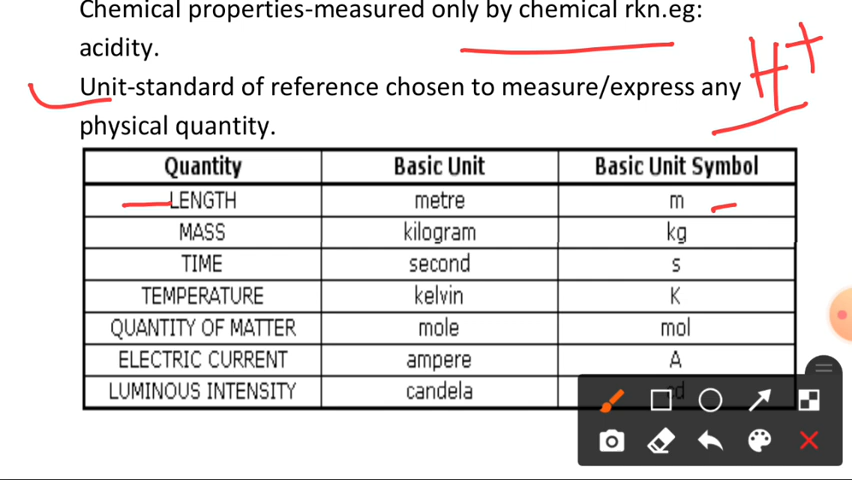 Chemical properties-measured only by chemical rkn.eg:
acidity.
H+
Unit-standard of reference chosen to measure/express any
physical quantity.
Quantity Basic Unit Basic Unit Symbol
LENGTH metre m
MASS kilogram kg
TIME second s
TEMPERATURE kelvin K
QUANTITY OF MATTER mole mol
ELECTRIC CURRENT ampere A
LUMINOUS INTENSITY candela cd